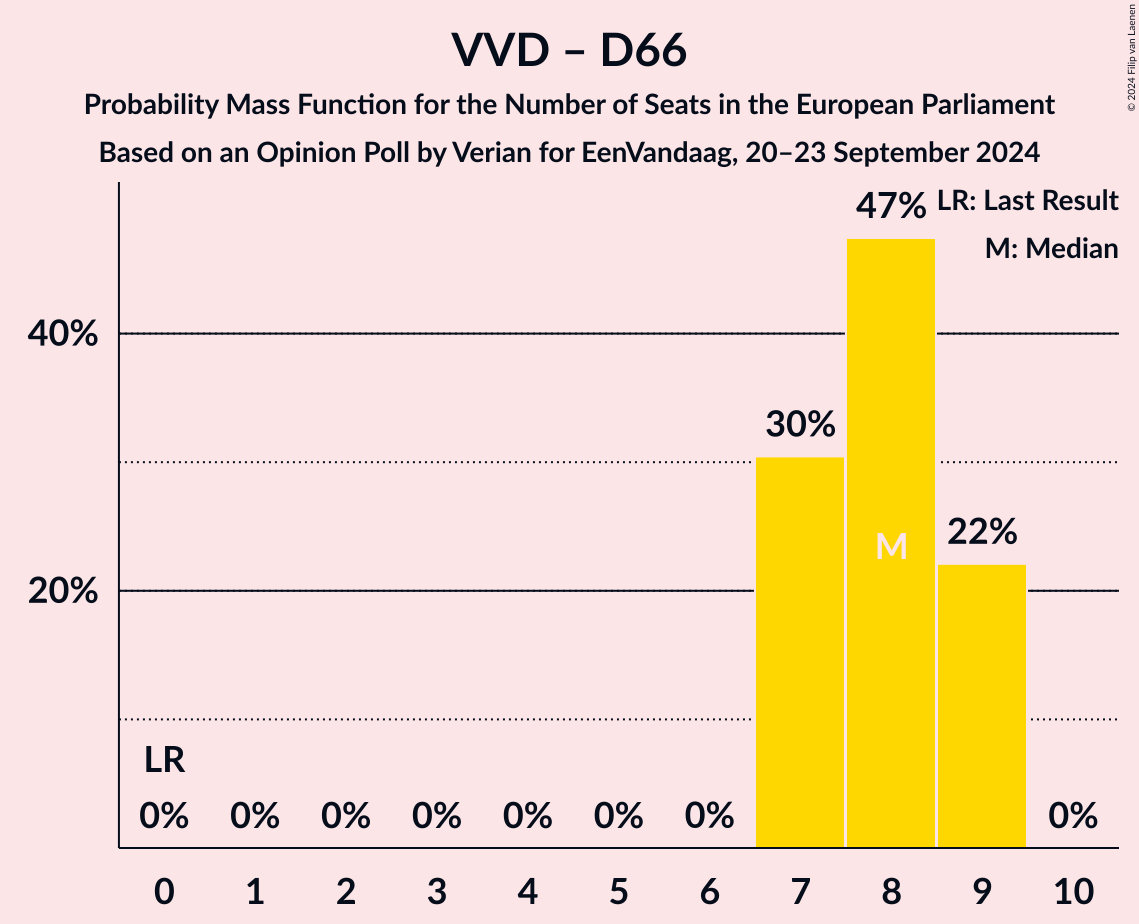 VVD – D66
Probability Mass Function for the Number of Seats in the European Parliament
Based on an Opinion Poll by Verian for EenVandaag, 20–23 September 2024
© 2024 Filip van Laenen
LR: Last Result
M: Median
47%
40%
30%
22%
M
20%
LR
0% 0% 0% 0% 0% 0% 0% 0%
0 1 2 3 4 5 6 7 8 9 10